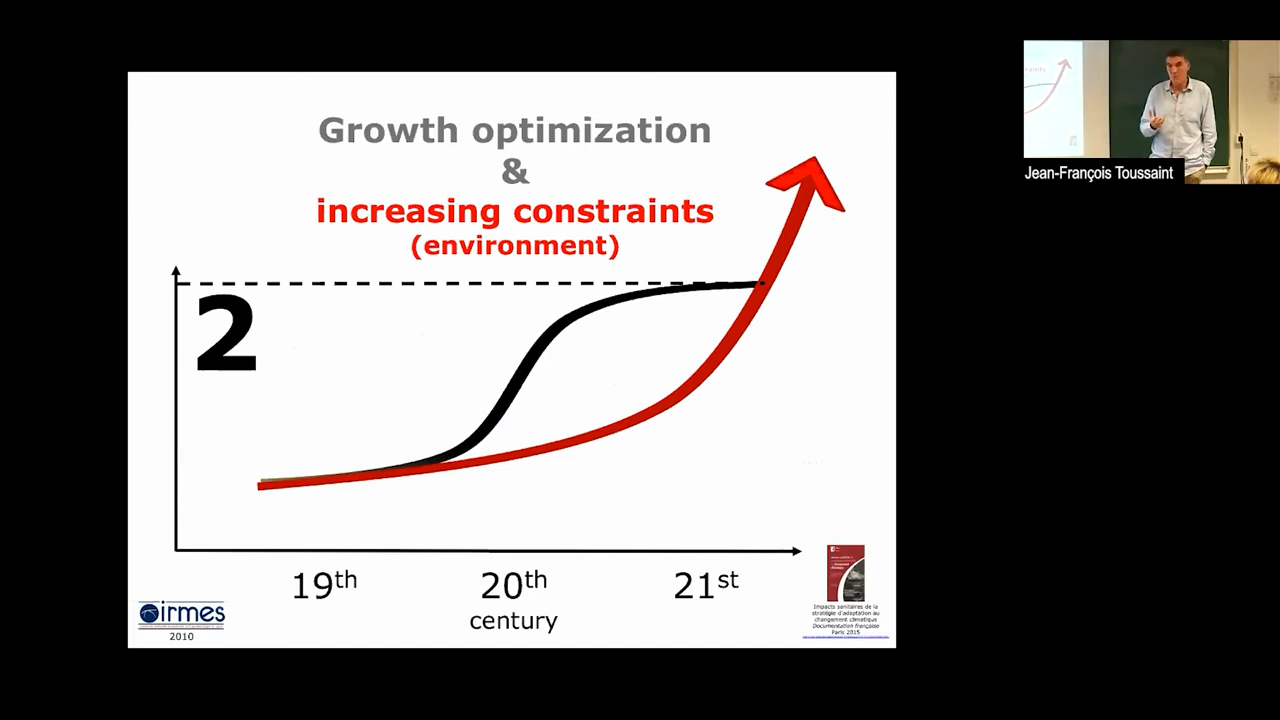 Growth optimization
&
increasing constraints
(environment)
2
19th
20th
21st
century
irmes
2010
Impacts sanitaires de la
stratégie d'adaptation au
changement climatique
Documentation française
Paris 2015
Jean-François Toussaint